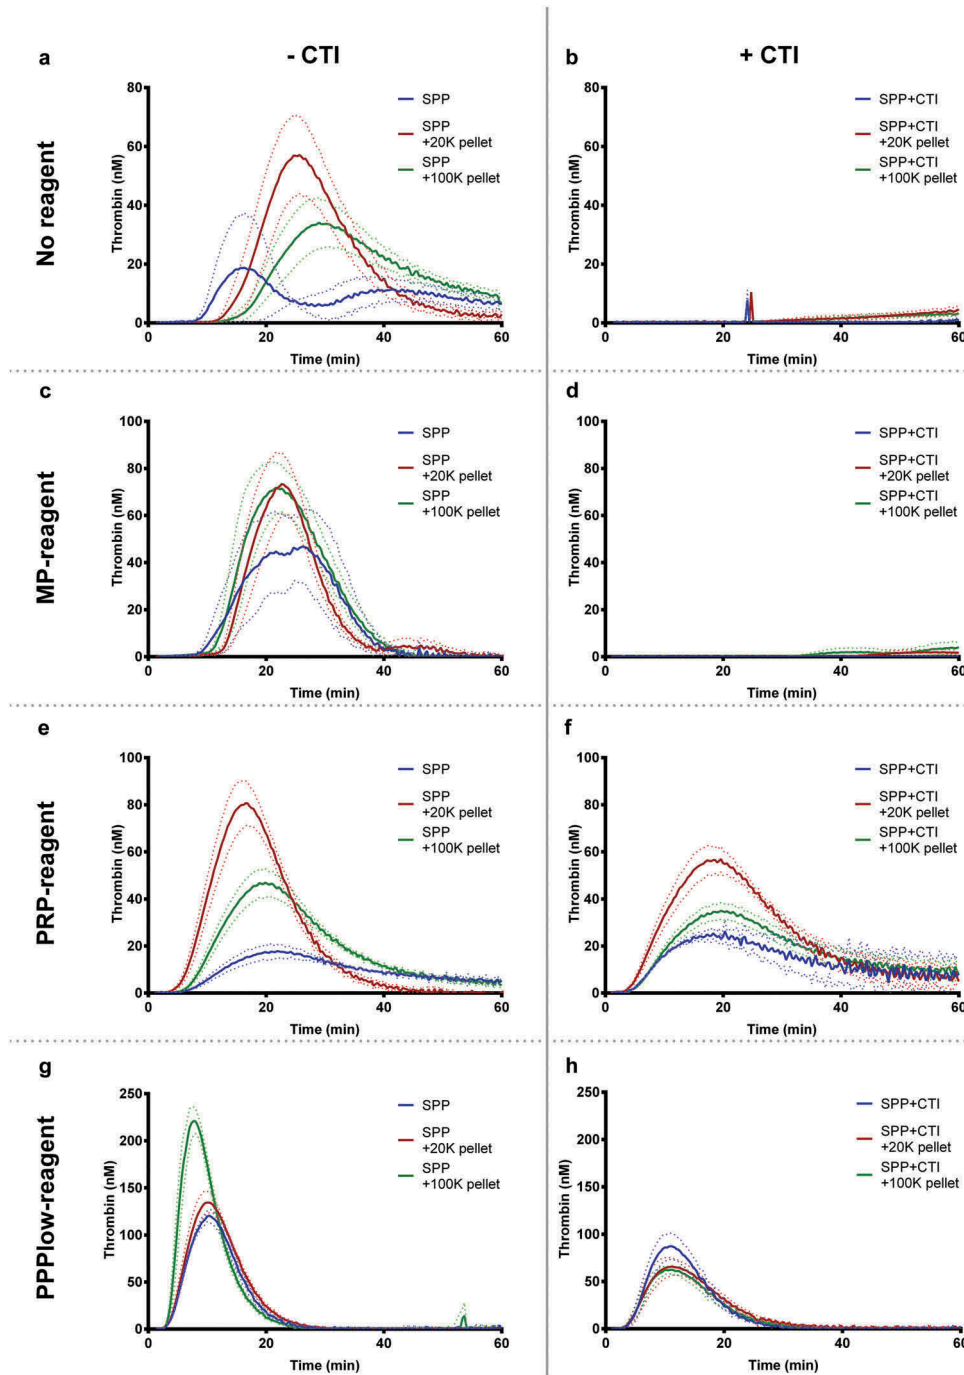 - CTI
+ CTI
No reagent
a
80
60
40
20
0
0
20
40
60
Thrombin (nM)
Time (min)
SPP
SPP
+20K pellet
SPP
+100K pellet
b
80
60
40
20
0
0
20
40
60
Thrombin (nM)
Time (min)
SPP+CTI
SPP+CTI
+20K pellet
SPP+CTI
+100K pellet
MP-reagent
c
100
80
60
40
20
0
0
20
40
60
Thrombin (nM)
Time (min)
SPP
SPP
+20K pellet
SPP
+100K pellet
d
100
80
60
40
20
0
0
20
40
60
Thrombin (nM)
Time (min)
SPP+CTI
SPP+CTI
+20K pellet
SPP+CTI
+100K pellet
PRP-reagent
e
100
80
60
40
20
0
0
20
40
60
Thrombin (nM)
Time (min)
SPP
SPP
+20K pellet
SPP
+100K pellet
f
100
80
60
40
20
0
0
20
40
60
Thrombin (nM)
Time (min)
SPP+CTI
SPP+CTI
+20K pellet
SPP+CTI
+100K pellet
PPPlow-reagent
g
250
200
150
100
50
0
0
20
40
60
Thrombin (nM)
Time (min)
SPP
SPP
+20K pellet
SPP
+100K pellet
h
250
200
150
100
50
0
0
20
40
60
Thrombin (nM)
Time (min)
SPP+CTI
SPP+CTI
+20K pellet
SPP+CTI
+100K pellet